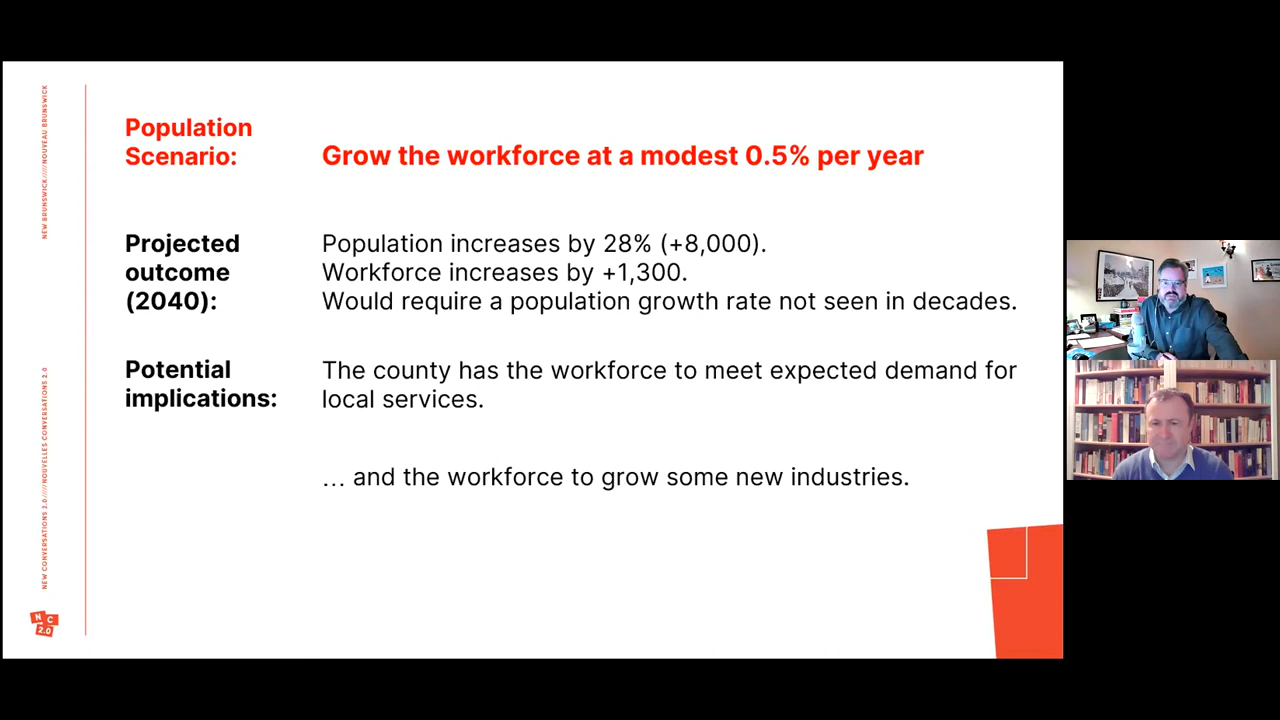 Population
Scenario:
Grow the workforce at a modest 0.5% per year
Projected
outcome
(2040):
Population increases by 28% (+8,000).
Workforce increases by +1,300.
Would require a population growth rate not seen in decades.
Potential
implications:
The county has the workforce to meet expected demand for
local services.
... and the workforce to grow some new industries.
NEW BRUNSWICK/////NOUVEAU BRUNSWICK
NEW CONVERSATIONS 2.0/////NOUVELLES CONVERSATIONS 2.0
N C
2.0